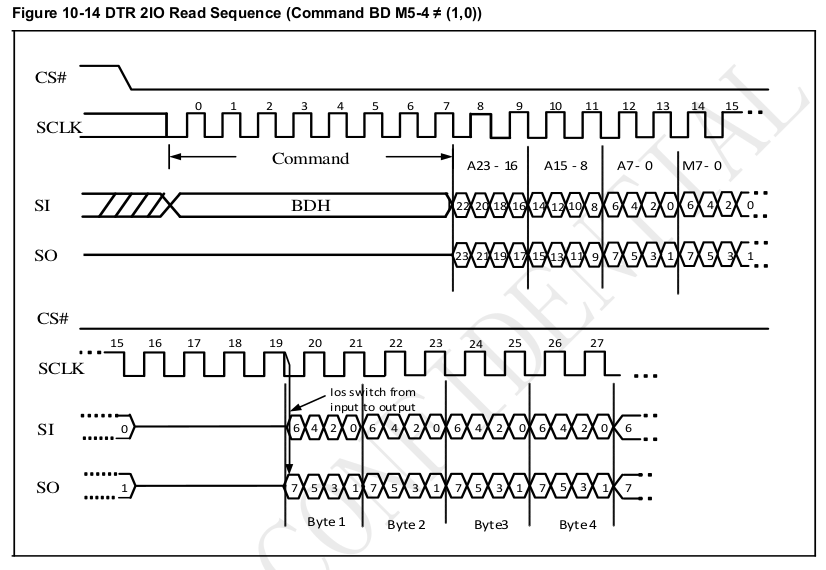 Figure 10-14 DTR 2IO Read Sequence (Command BD M5-4 ≠ (1,0))
CS#
0 1 2 3 4 5 6 7 8 9 10 11 12 13 14 15
SCLK
Command A23 - 16 A15 - 8 A7 - 0 M7 - 0
SI BDH 22 20 18 16 14 12 10 8 6 4 2 0 6 4 2 0
SO 23 21 19 17 15 13 11 9 7 5 3 1 7 5 3 1
CS#
15 16 17 18 19 20 21 22 23 24 25 26 27
SCLK
Ios switch from
input to output
SI 0 6 4 2 0 6 4 2 0 6 4 2 0 6 4 2 0 6
SO 1 7 5 3 1 7 5 3 1 7 5 3 1 7 5 3 1 7
Byte 1 Byte 2 Byte3 Byte 4
CONFIDENTIAL